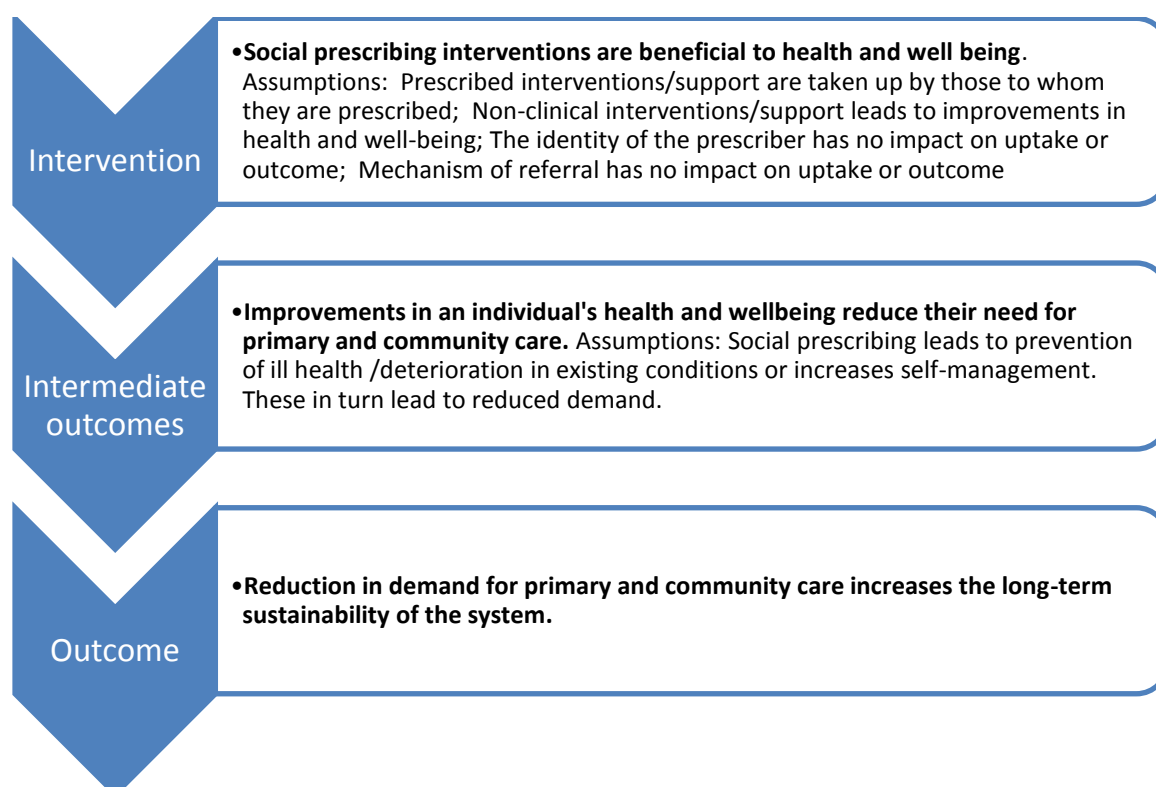 Intervention
•Social prescribing interventions are beneficial to health and well being.
Assumptions: Prescribed interventions/support are taken up by those to whom
they are prescribed; Non-clinical interventions/support leads to improvements in
health and well-being; The identity of the prescriber has no impact on uptake or
outcome; Mechanism of referral has no impact on uptake or outcome
Intermediate
outcomes
•Improvements in an individual's health and wellbeing reduce their need for
primary and community care. Assumptions: Social prescribing leads to prevention
of ill health /deterioration in existing conditions or increases self-management.
These in turn lead to reduced demand.
Outcome
•Reduction in demand for primary and community care increases the long-term
sustainability of the system.